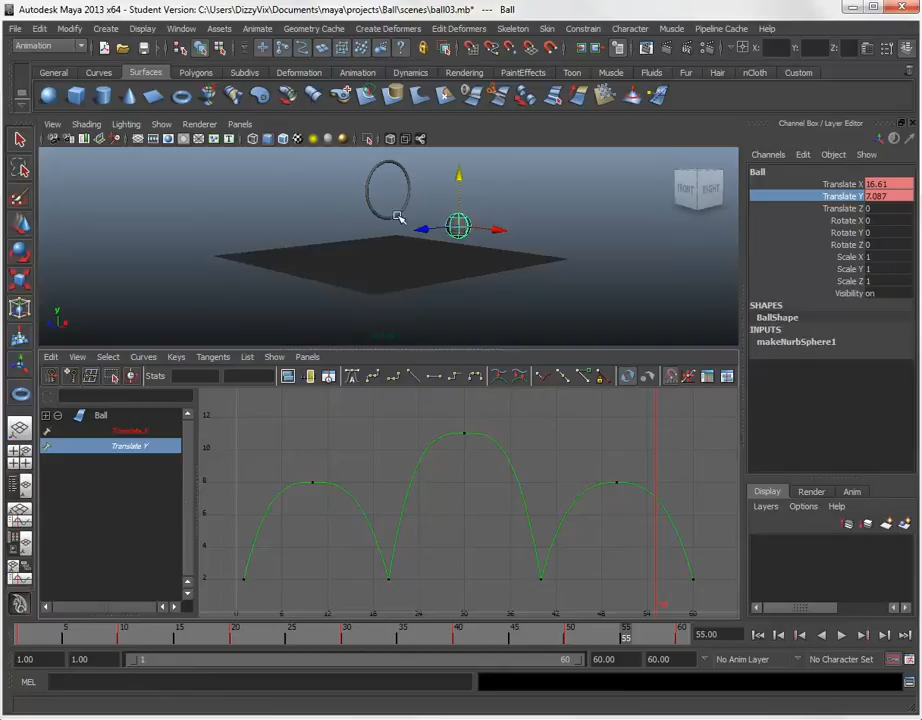 Autodesk Maya 2013 x64 - Student Version: C:\Users\DizzyVix\Documents\maya\projects\Ball\scenes\ball03.mb* --- Ball
File Edit Modify Create Display Window Assets Animate Geometry Cache Create Deformers Edit Deformers Skeleton Skin Constrain Character Muscle Pipeline Cache Help
Animation X: Y: Z:
General Curves Surfaces Polygons Subdivs Deformation Animation Dynamics Rendering PaintEffects Toon Muscle Fluids Fur Hair nCloth Custom
View Shading Lighting Show Renderer Panels
Channel Box / Layer Editor
Channels Edit Object Show
Ball
Translate X 16.61
Translate Y 7.087
Translate Z 0
Rotate X 0
Rotate Y 0
Rotate Z 0
Scale X 1
Scale Y 1
Scale Z 1
Visibility on
SHAPES
BallShape
INPUTS
makeNurbSphere1
FRONT RIGHT
y
Edit View Select Curves Keys Tangents List Show Panels
Stats
Ball
Translate X
Translate Y
12
10
8
6
4
2
0 6 12 18 24 30 36 42 48 54 60
Display Render Anim
Layers Options Help
5 10 15 20 25 30 35 40 45 50 55 60
55
55.00
1.00 1.00 1 60 60.00 60.00 No Anim Layer No Character Set
MEL